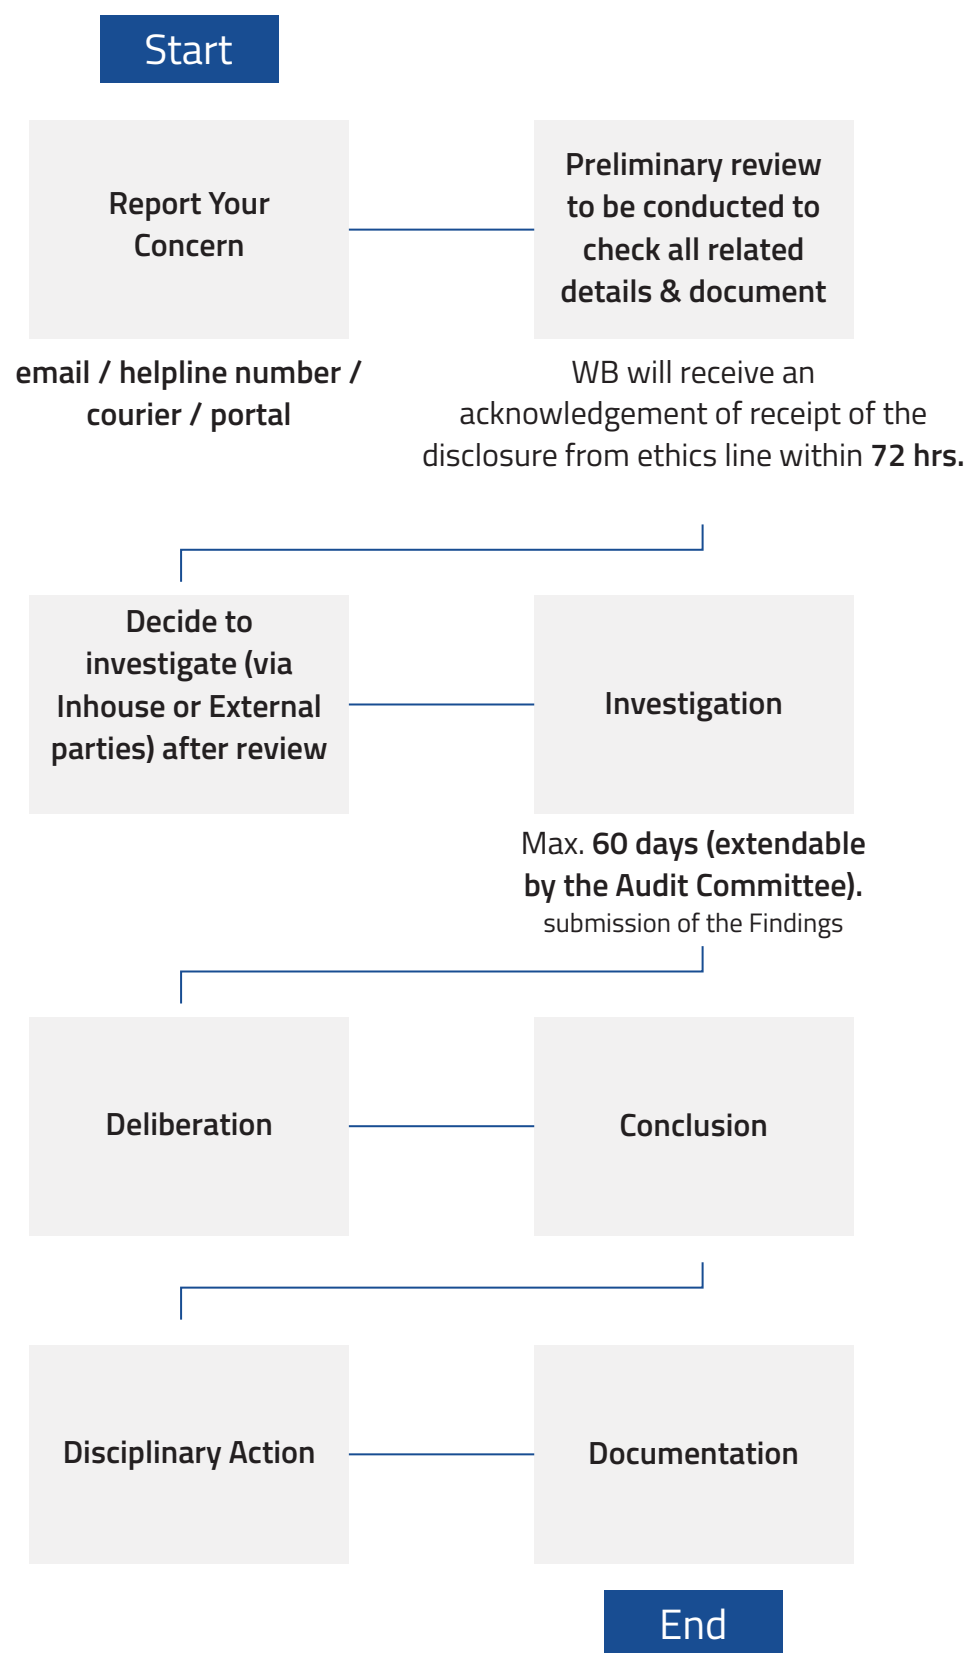 Start
Report Your
Concern
email / helpline number /
courier / portal
Preliminary review
to be conducted to
check all related
details & document
WB will receive an
acknowledgement of receipt of the
disclosure from ethics line within 72 hrs.
Decide to
investigate (via
Inhouse or External
parties) after review
Investigation
Max. 60 days (extendable
by the Audit Committee).
submission of the Findings
Deliberation
Conclusion
Disciplinary Action
Documentation
End